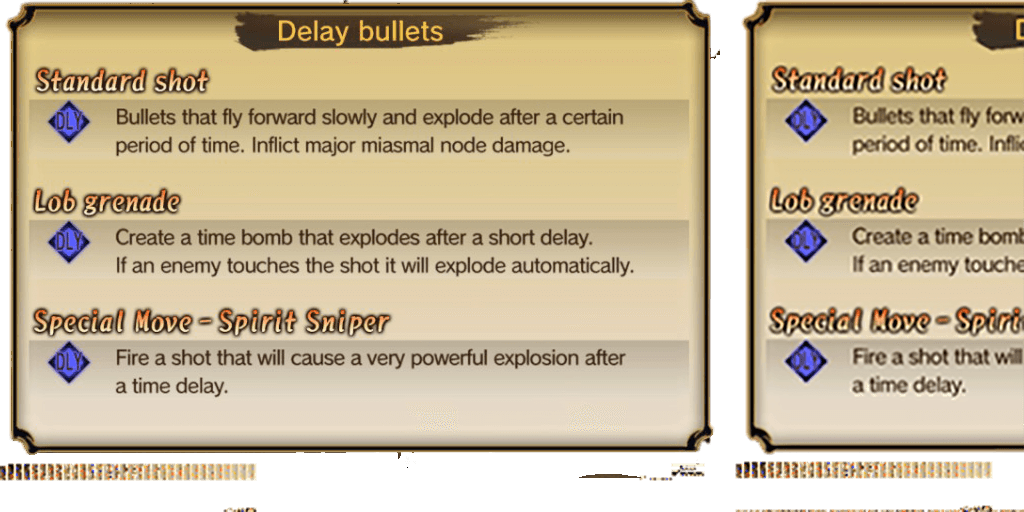 Delay bullets
Standard shot
DLY
Bullets that fly forward slowly and explode after a certain
period of time. Inflict major miasmal node damage.
Lob grenade
DLY
Create a time bomb that explodes after a short delay.
If an enemy touches the shot it will explode automatically.
Special Move – Spirit Sniper
DLY
Fire a shot that will cause a very powerful explosion after
a time delay.
Standard shot
DLY
Bullets that fly forw
period of time. Infli
Lob grenade
DLY
Create a time bomb
If an enemy touche
Special Move – Spiri
DLY
Fire a shot that will
a time delay.